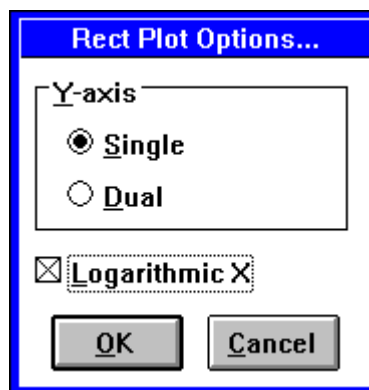 Rect Plot Options...
Y-axis
Single
Dual
Logarithmic X
OK
Cancel